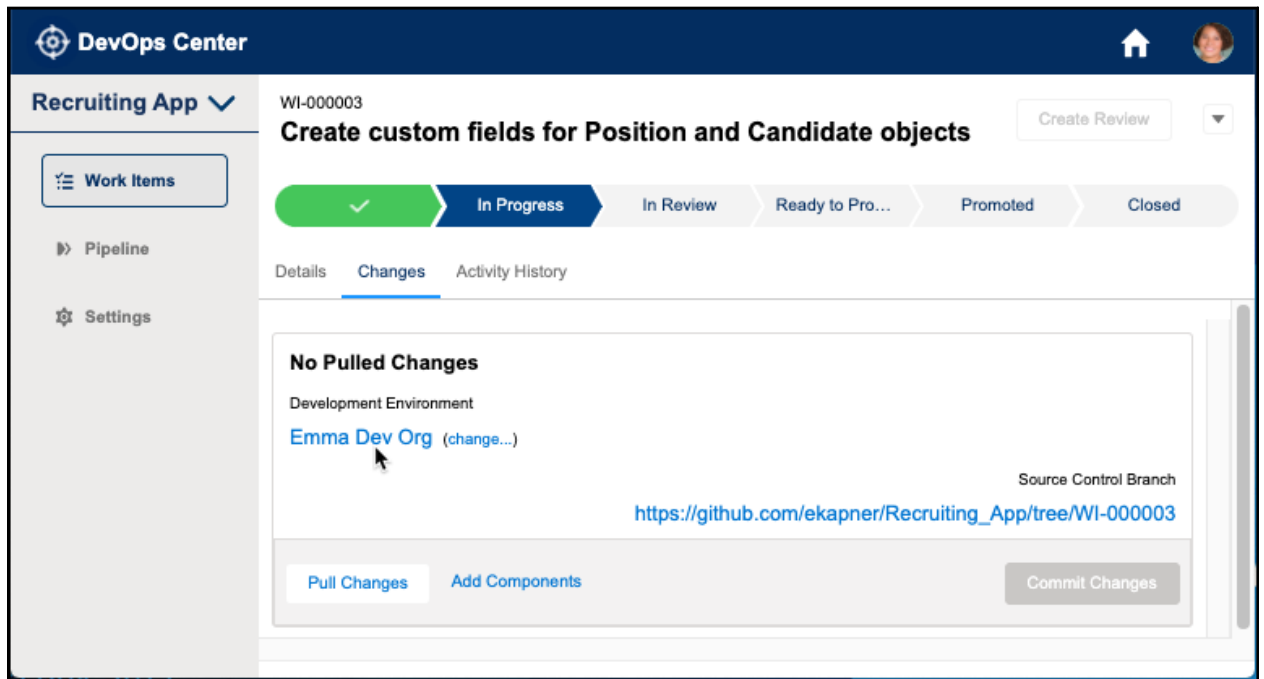 DevOps Center
Recruiting App
WI-000003
Create custom fields for Position and Candidate objects
Create Review
Work Items
Pipeline
Settings
In Progress
In Review
Ready to Pro...
Promoted
Closed
Details
Changes
Activity History
No Pulled Changes
Development Environment
Emma Dev Org (change...)
Source Control Branch
https://github.com/ekapner/Recruiting_App/tree/WI-000003
Pull Changes
Add Components
Commit Changes